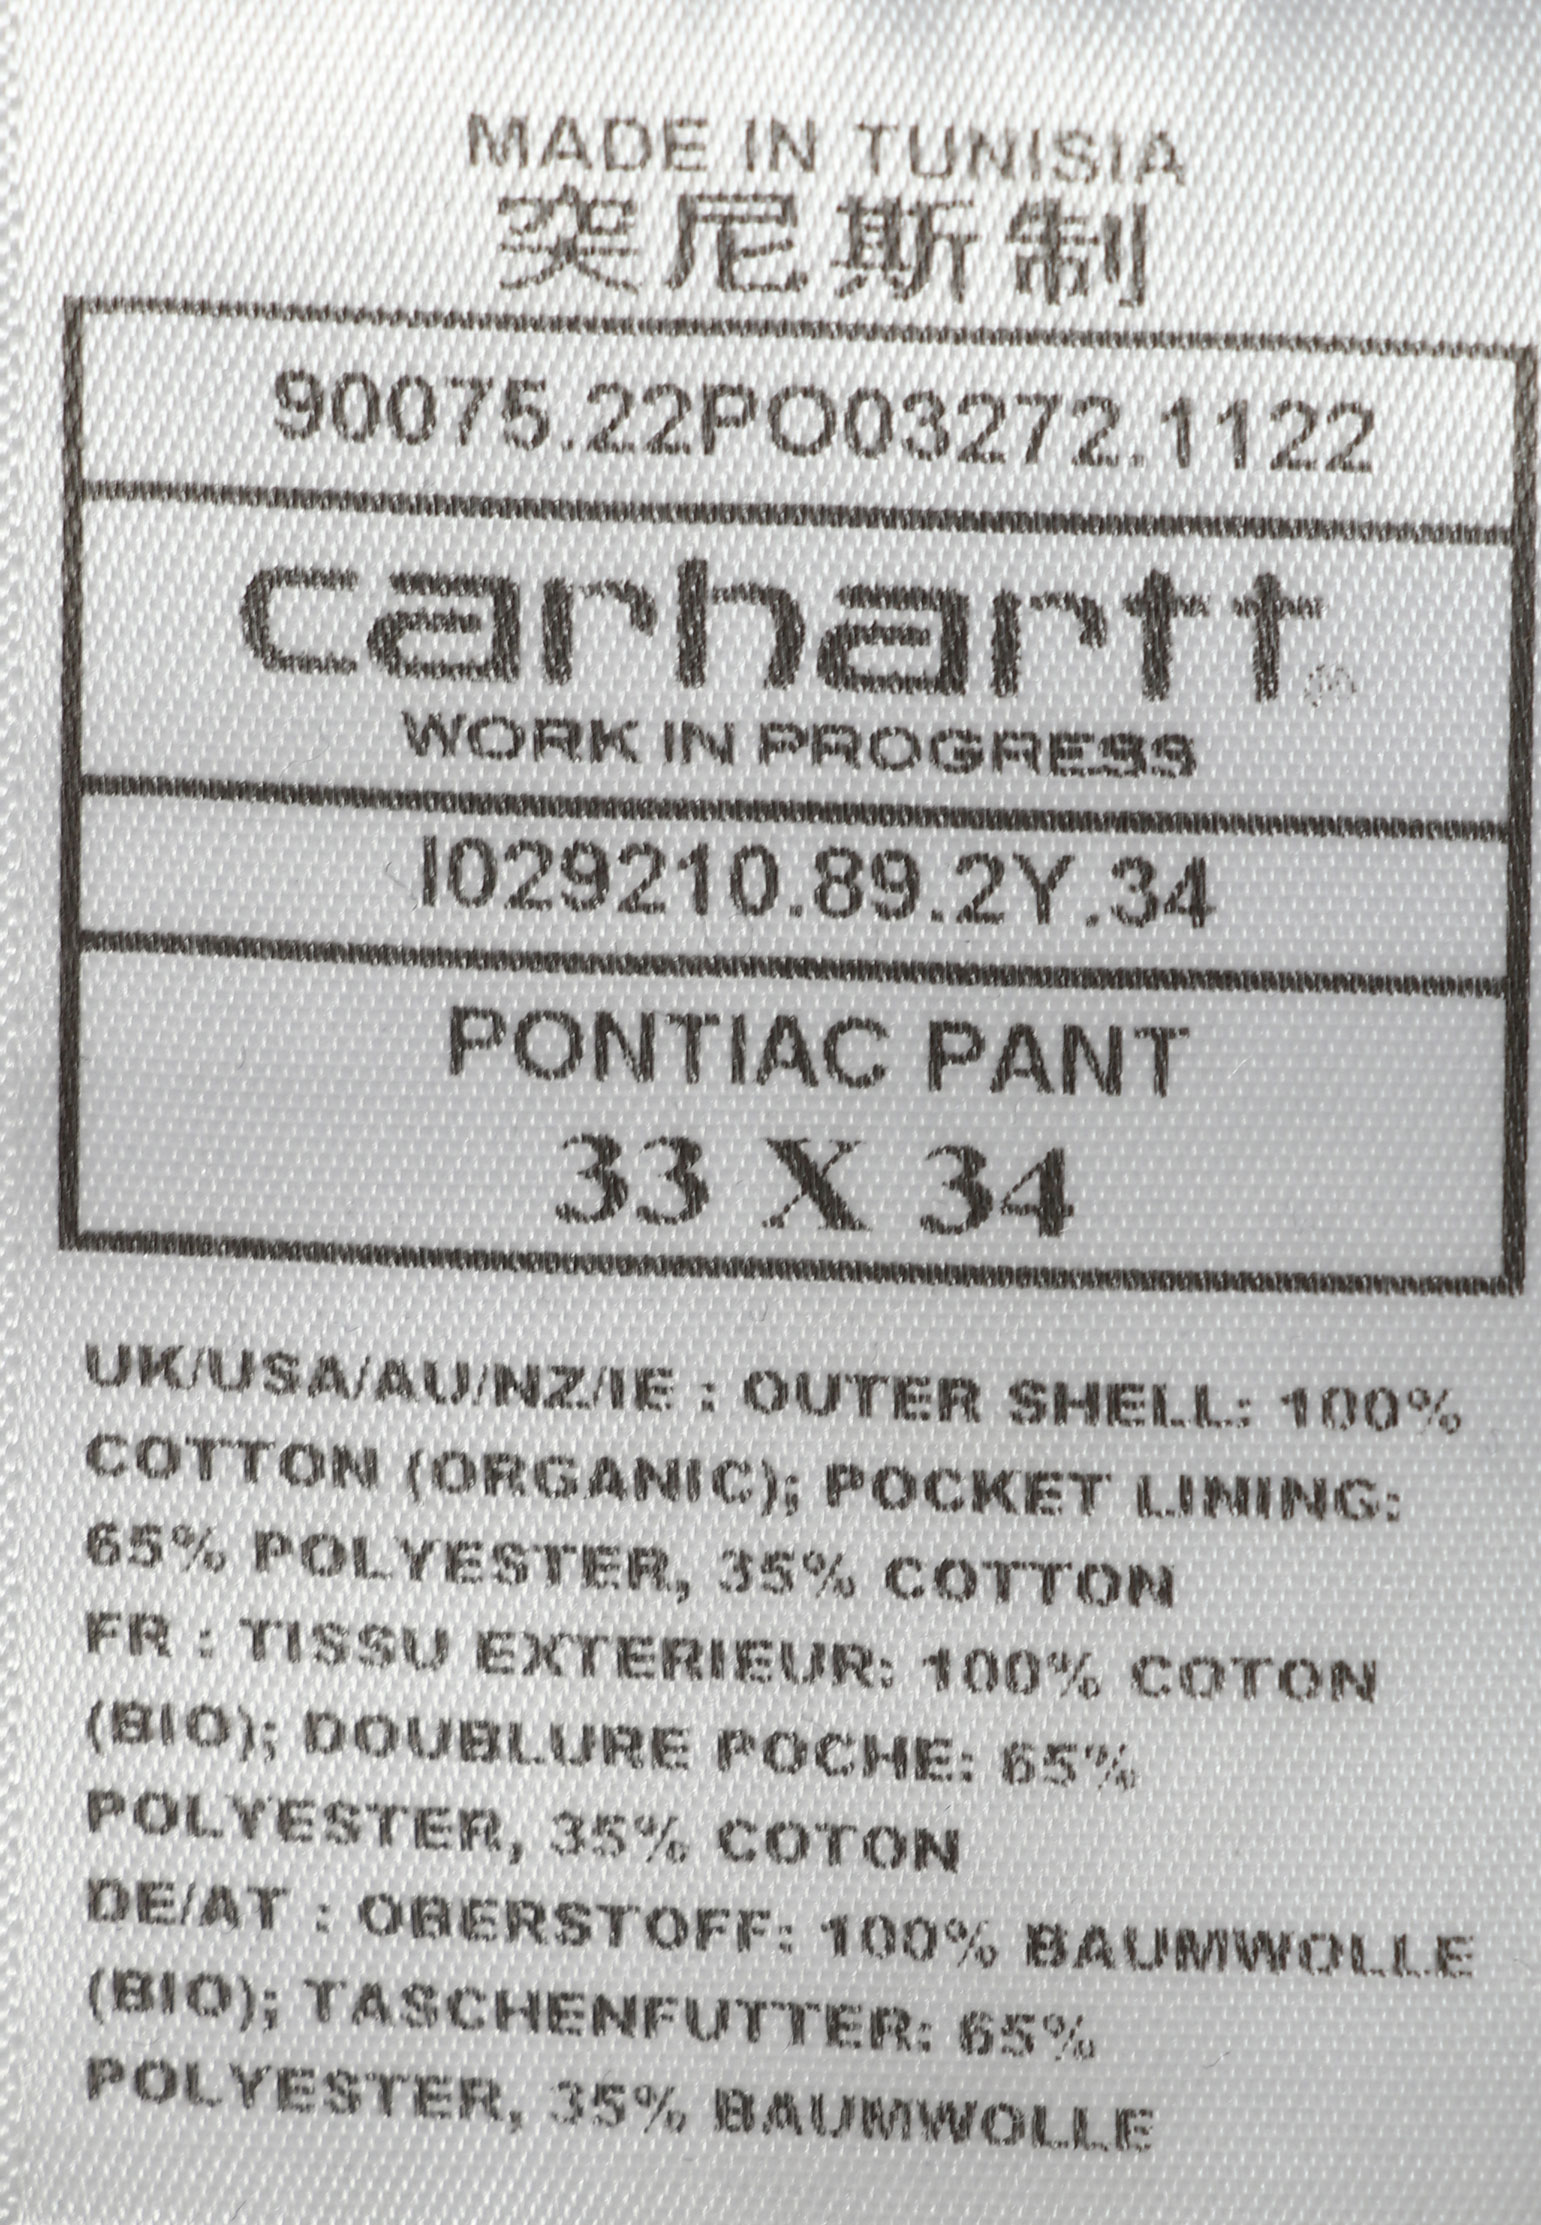 MADE IN TUNISIA
突尼斯制
90075.22PO03272.1122
carhartt
WORK IN PROGRESS
I029210.89.2Y.34
PONTIAC PANT
33 X 34
UK/USA/AU/NZ/IE : OUTER SHELL: 100%
COTTON (ORGANIC); POCKET LINING:
65% POLYESTER, 35% COTTON
FR : TISSU EXTERIEUR: 100% COTON
(BIO); DOUBLURE POCHE: 65%
POLYESTER, 35% COTON
DE/AT : OBERSTOFF: 100% BAUMWOLLE
(BIO); TASCHENFUTTER: 65%
POLYESTER, 35% BAUMWOLLE